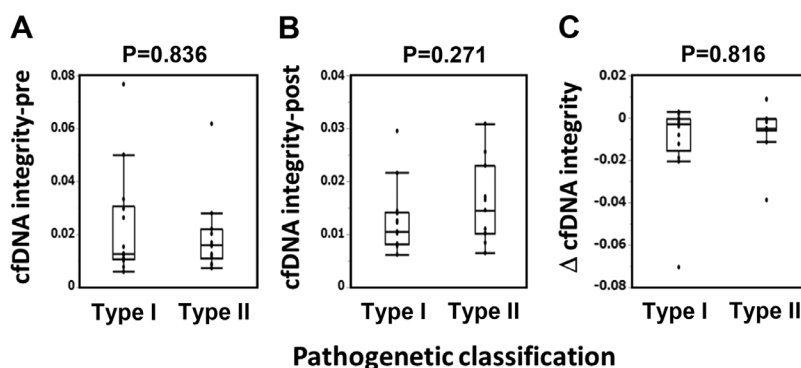 A
P=0.836
cfDNA integrity-pre
0.08
0.06
0.04
0.02
0
Type I
Type II
B
P=0.271
cfDNA integrity-post
0.04
0.03
0.02
0.01
0
Type I
Type II
C
P=0.816
△ cfDNA integrity
0.02
0
-0.02
-0.04
-0.06
-0.08
Type I
Type II
Pathogenetic classification